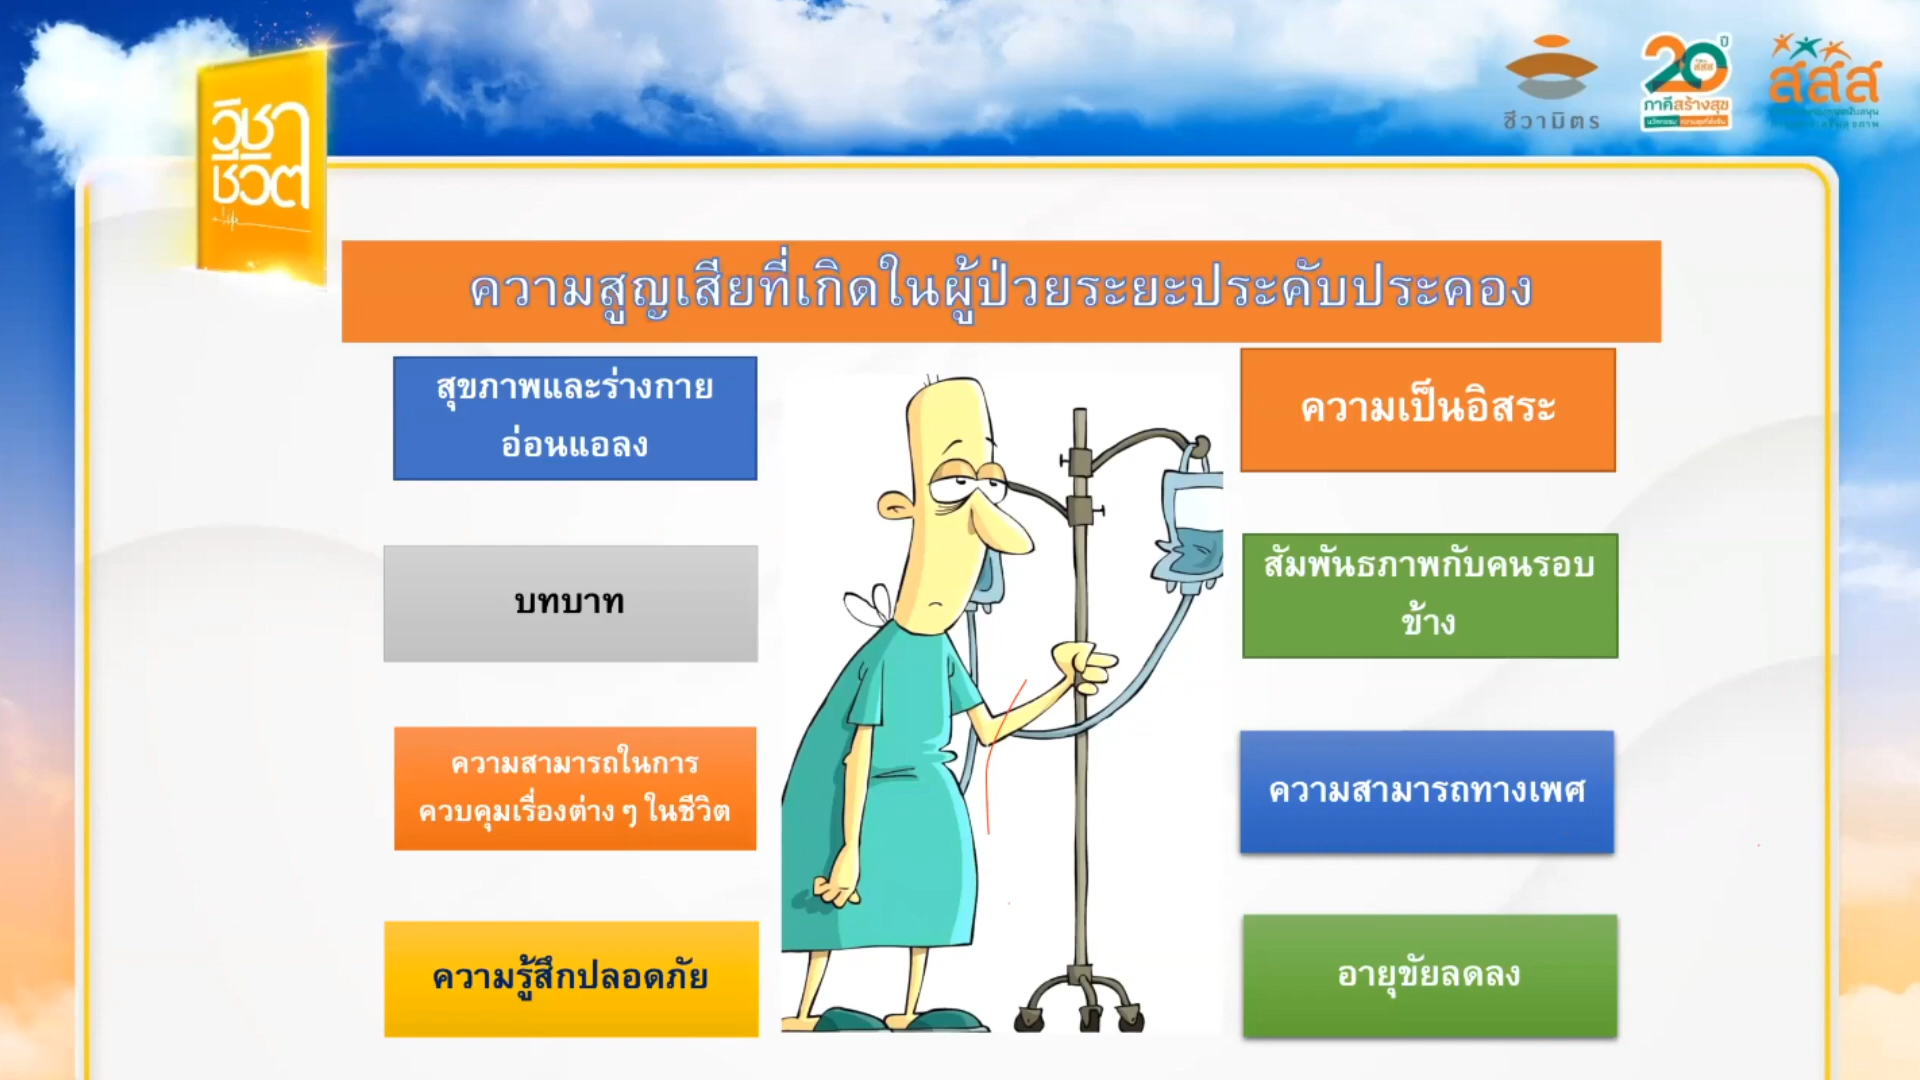 วิชา
ชีวิต
ชีวามิตร
20 ปี
สสส
ภาคีสร้างสุข
สสส
ความสูญเสียที่เกิดในผู้ป่วยระยะประคับประคอง
สุขภาพและร่างกาย
อ่อนแอลง
ความเป็นอิสระ
บทบาท
สัมพันธภาพกับคนรอบ
ข้าง
ความสามารถในการ
ควบคุมเรื่องต่าง ๆ ในชีวิต
ความสามารถทางเพศ
ความรู้สึกปลอดภัย
อายุขัยลดลง